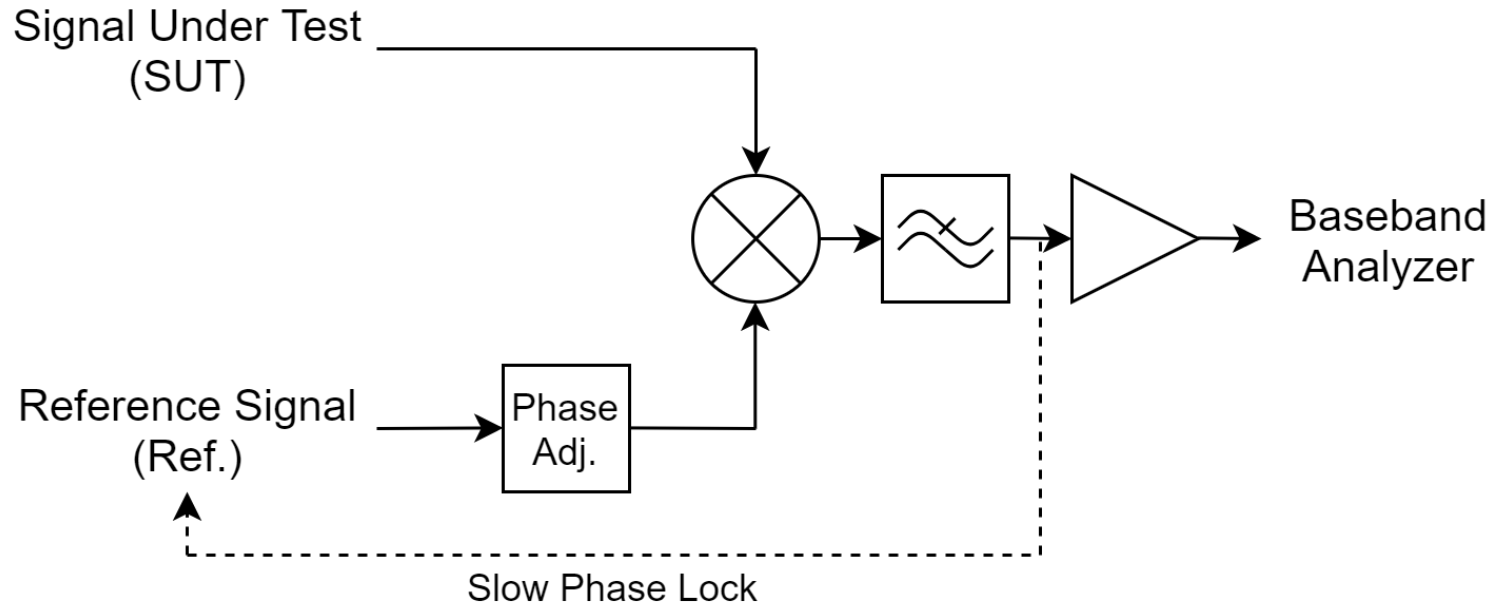 Signal Under Test
(SUT)
Baseband
Analyzer
Reference Signal
(Ref.)
Phase
Adj.
Slow Phase Lock